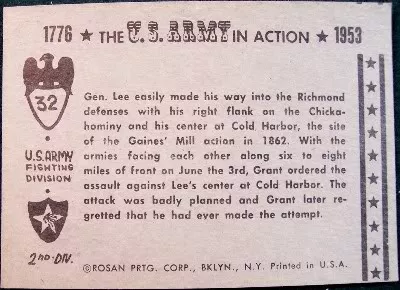 1776 ★ THE U.S. ARMY IN ACTION ★ 1953
32
U.S. ARMY
FIGHTING
DIVISION
2ND. DIV.
Gen. Lee easily made his way into the Richmond
defenses with his right flank on the Chicka-
hominy and his center at Cold Harbor, the site
of the Gaines' Mill action in 1862. With the
armies facing each other along six to eight
miles of front on June the 3rd, Grant ordered the
assault against Lee's center at Cold Harbor. The
attack was badly planned and Grant later re-
gretted that he had ever made the attempt.
©ROSAN PRTG. CORP., BKLYN., N.Y. Printed in U.S.A.